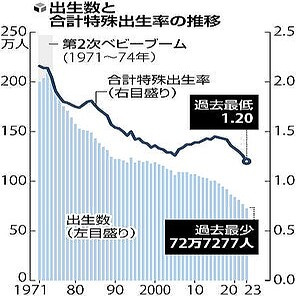 出生数と
合計特殊出生率の推移
250
万人
第2次ベビーブーム
(1971〜74年)
2.5
合計特殊出生率
(右目盛り)
過去最低
1.20
200
2.0
150
1.5
100
1.0
出生数
(左目盛り)
過去最少
72万7277人
50
0.5
0
0
1971
80
90
2000
10
20
23